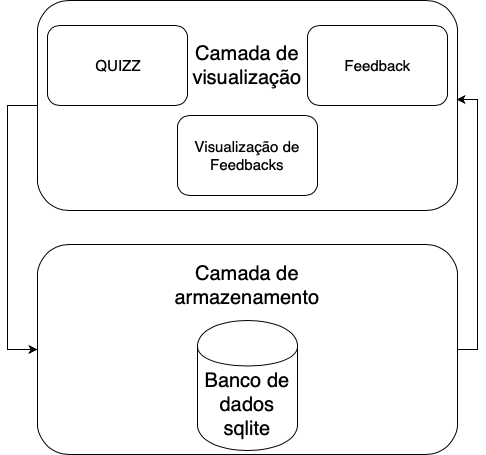 QUIZZ
Camada de
visualização
Feedback
Visualização de
Feedbacks
Camada de
armazenamento
Banco de
dados
sqlite